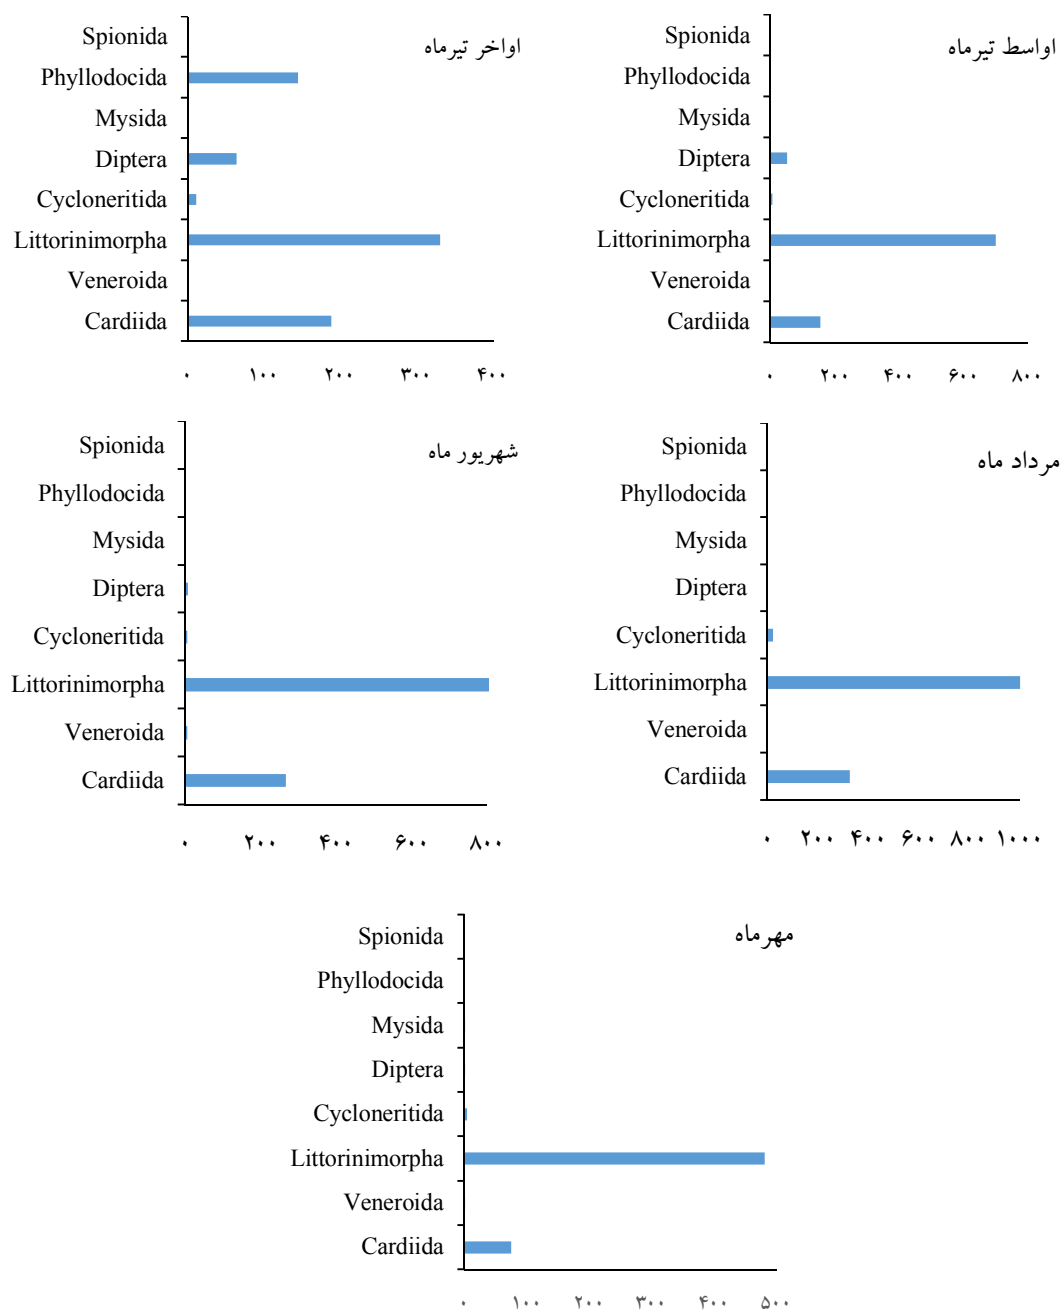 اواخر تیرماه
Spionida
Phyllodocida
Mysida
Diptera
Cycloneritida
Littorinimorpha
Veneroida
Cardiida
۰ ۱۰۰ ۲۰۰ ۳۰۰ ۴۰۰
اواسط تیرماه
Spionida
Phyllodocida
Mysida
Diptera
Cycloneritida
Littorinimorpha
Veneroida
Cardiida
۰ ۲۰۰ ۴۰۰ ۶۰۰ ۸۰۰
شهریور ماه
Spionida
Phyllodocida
Mysida
Diptera
Cycloneritida
Littorinimorpha
Veneroida
Cardiida
۰ ۲۰۰ ۴۰۰ ۶۰۰ ۸۰۰
مرداد ماه
Spionida
Phyllodocida
Mysida
Diptera
Cycloneritida
Littorinimorpha
Veneroida
Cardiida
۰ ۲۰۰ ۴۰۰ ۶۰۰ ۸۰۰ ۱۰۰۰
مهرماه
Spionida
Phyllodocida
Mysida
Diptera
Cycloneritida
Littorinimorpha
Veneroida
Cardiida
۰ ۱۰۰ ۲۰۰ ۳۰۰ ۴۰۰ ۵۰۰